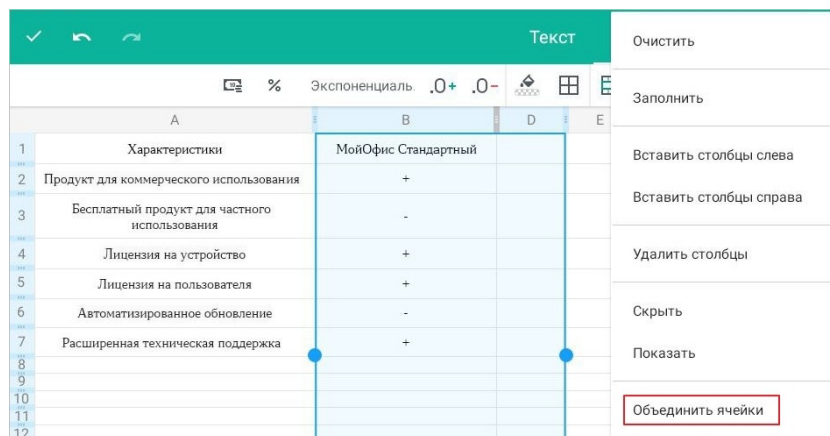 Текст
Очистить
% Экспоненциаль. .0+ .0-
Заполнить
A B D E
1 Характеристики МойОфис Стандартный
Вставить столбцы слева
2 Продукт для коммерческого использования +
Вставить столбцы справа
3 Бесплатный продукт для частного
использования -
4 Лицензия на устройство +
Удалить столбцы
5 Лицензия на пользователя +
6 Автоматизированное обновление -
Скрыть
7 Расширенная техническая поддержка +
Показать
8
9
10
Объединить ячейки
11
12